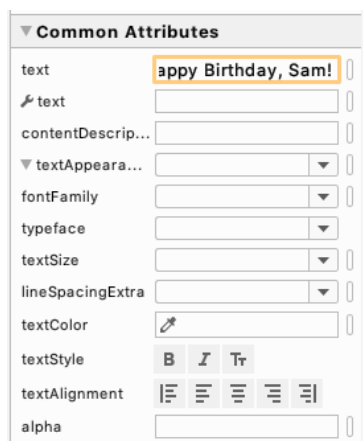 Common Attributes
text appy Birthday, Sam!
text
contentDescrip...
textAppeara...
fontFamily
typeface
textSize
lineSpacingExtra
textColor
textStyle B I Tт
textAlignment
alpha